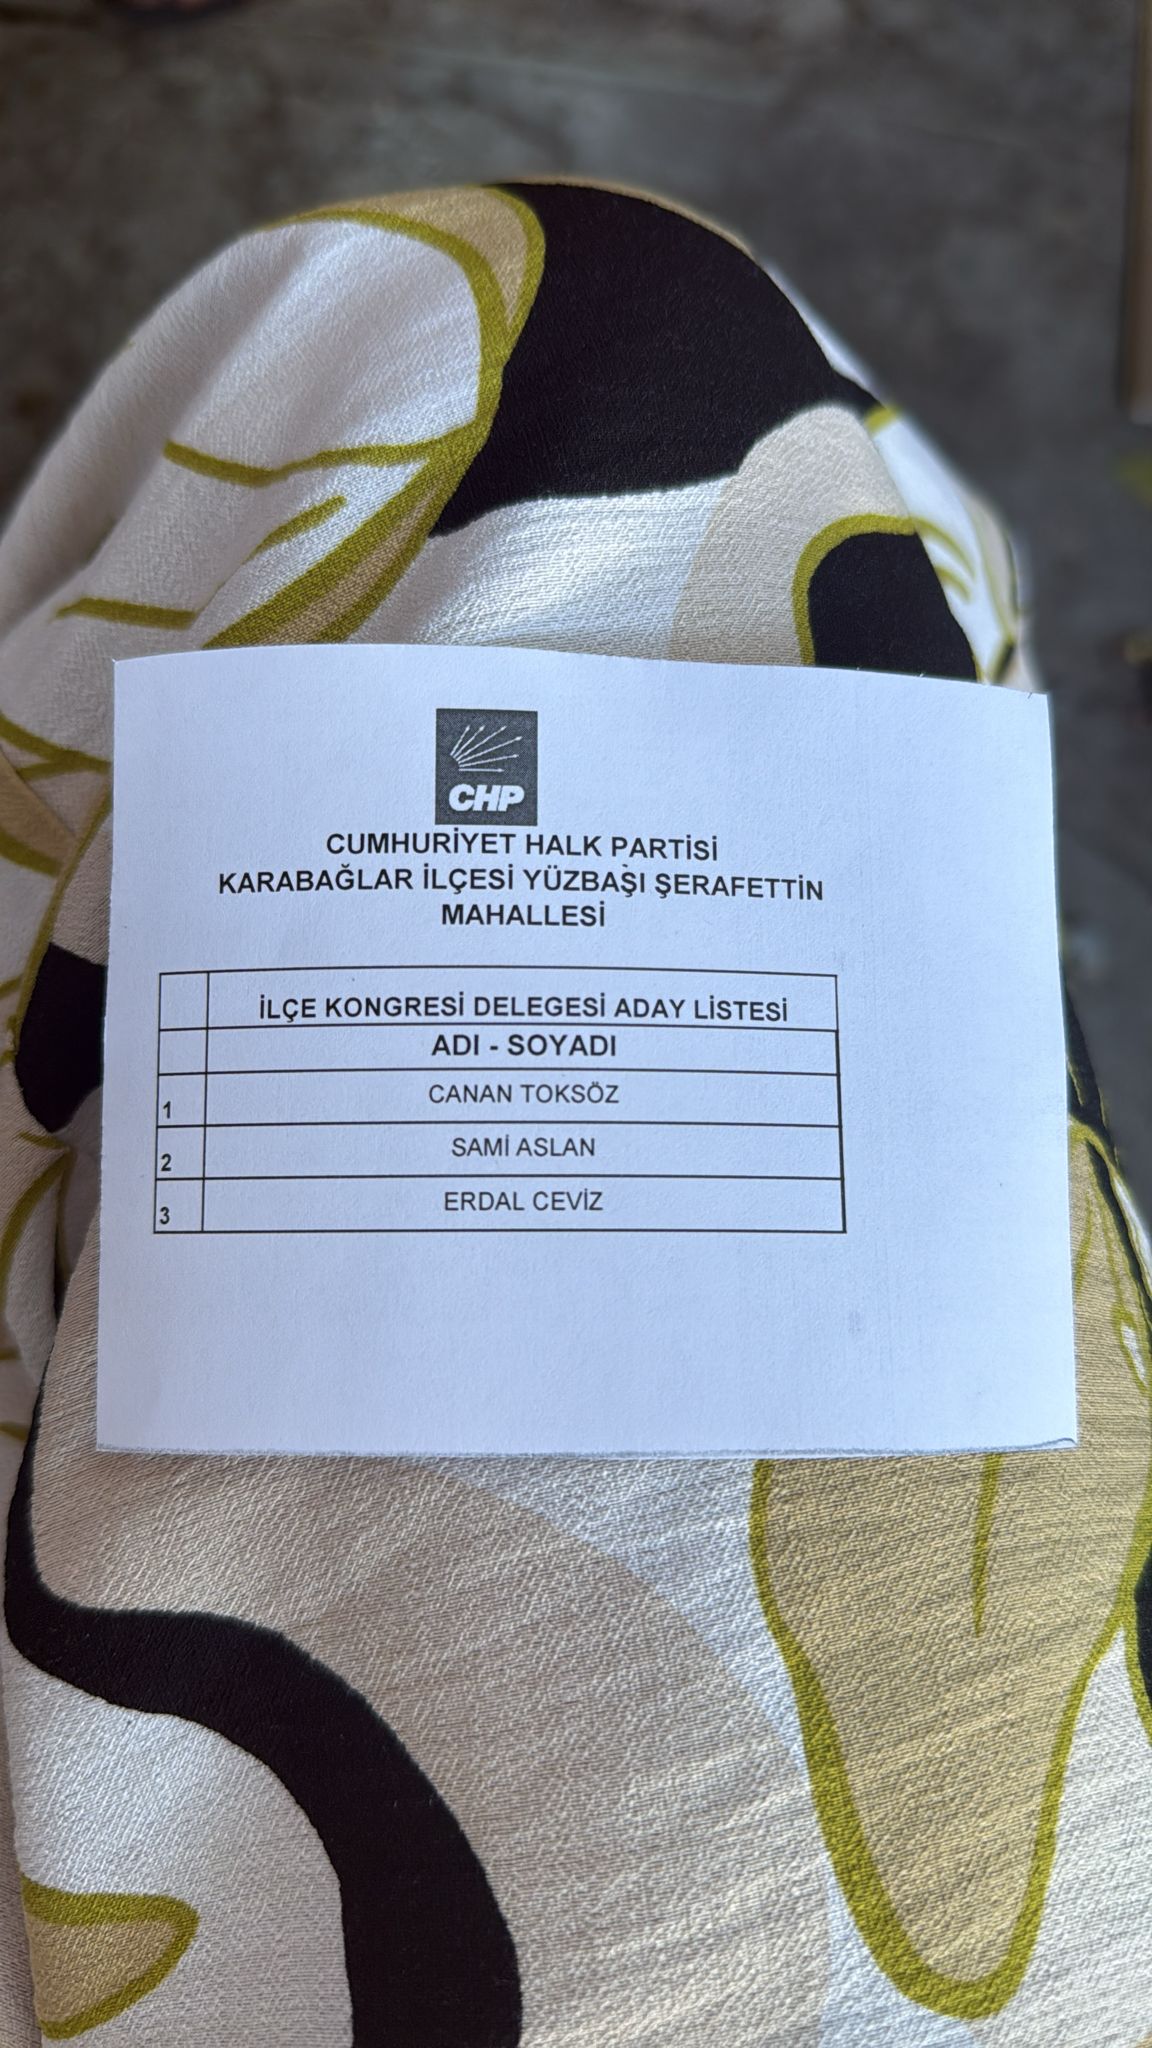 CHP
CUMHURİYET HALK PARTİSİ
KARABAĞLAR İLÇESİ YÜZBAŞI ŞERAFETTİN
MAHALLESİ
İLÇE KONGRESİ DELEGESİ ADAY LİSTESİ
ADI - SOYADI
1 CANAN TOKSÖZ
2 SAMİ ASLAN
3 ERDAL CEVİZ